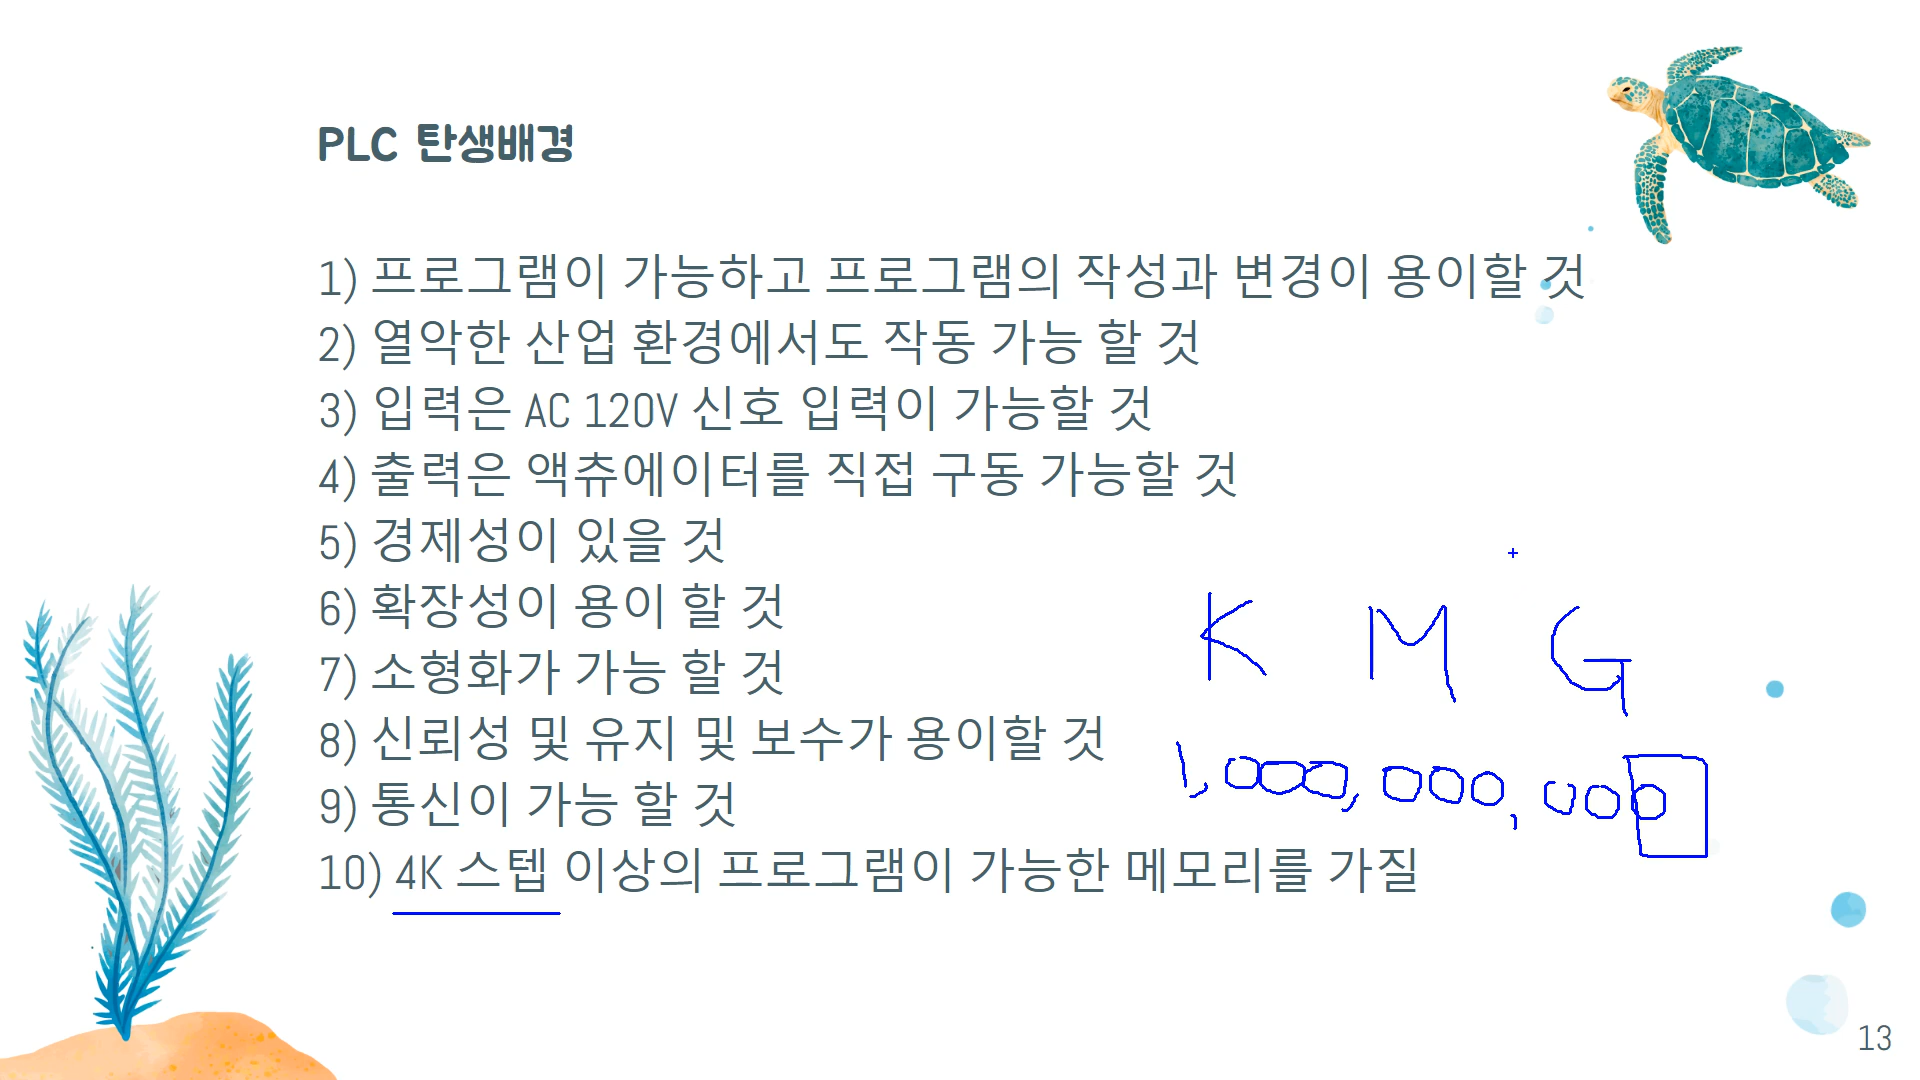 PLC 탄생배경
1) 프로그램이 가능하고 프로그램의 작성과 변경이 용이할 것
2) 열악한 산업 환경에서도 작동 가능 할 것
3) 입력은 AC 120V 신호 입력이 가능할 것
4) 출력은 액츄에이터를 직접 구동 가능할 것
5) 경제성이 있을 것
6) 확장성이 용이 할 것
7) 소형화가 가능 할 것
8) 신뢰성 및 유지 및 보수가 용이할 것
9) 통신이 가능 할 것
10) 4K 스텝 이상의 프로그램이 가능한 메모리를 가질
K M G
1,000,000,000
13